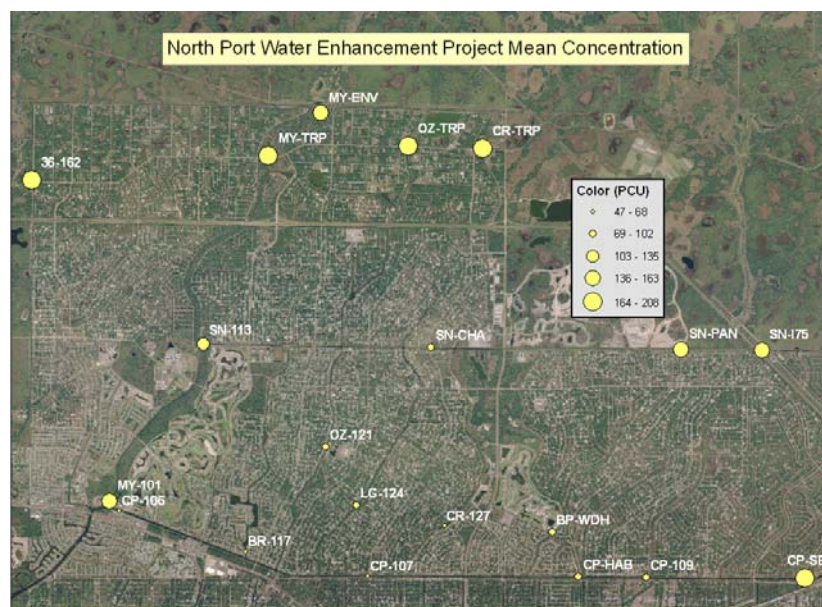 North Port Water Enhancement Project Mean Concentration
MY-ENV
MY-TRP
OZ-TRP
CR-TRP
36-162
Color (PCU)
47 - 68
69 - 102
103 - 135
136 - 163
164 - 208
SN-113
SN-CHA
SN-PAN
SN-I75
OZ-121
MY-101
CP-106
LG-124
CR-127
BP-WDH
BR-117
CP-107
CP-HAB
CP-109